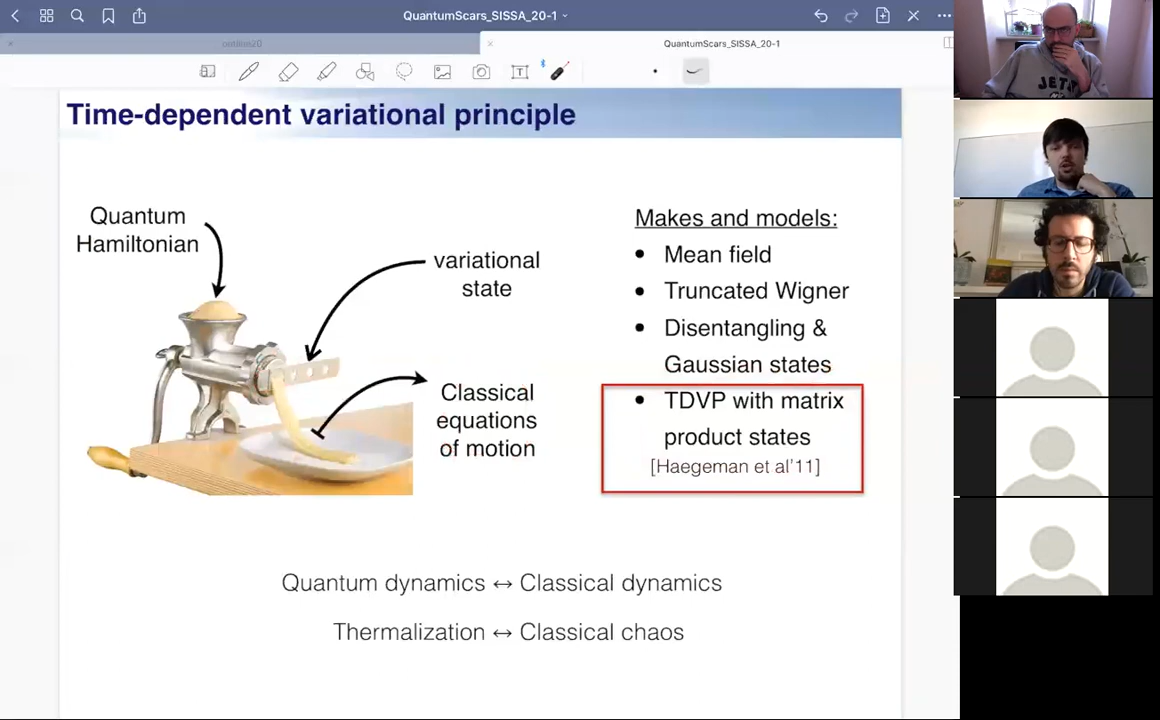 QuantumScars_SISSA_20-1
outline20
QuantumScars_SISSA_20-1
Time-dependent variational principle
Quantum
Hamiltonian
variational
state
Classical
equations
of motion
Makes and models:
• Mean field
• Truncated Wigner
• Disentangling &
Gaussian states
• TDVP with matrix
product states
[Haegeman et al'11]
Quantum dynamics ↔ Classical dynamics
Thermalization ↔ Classical chaos